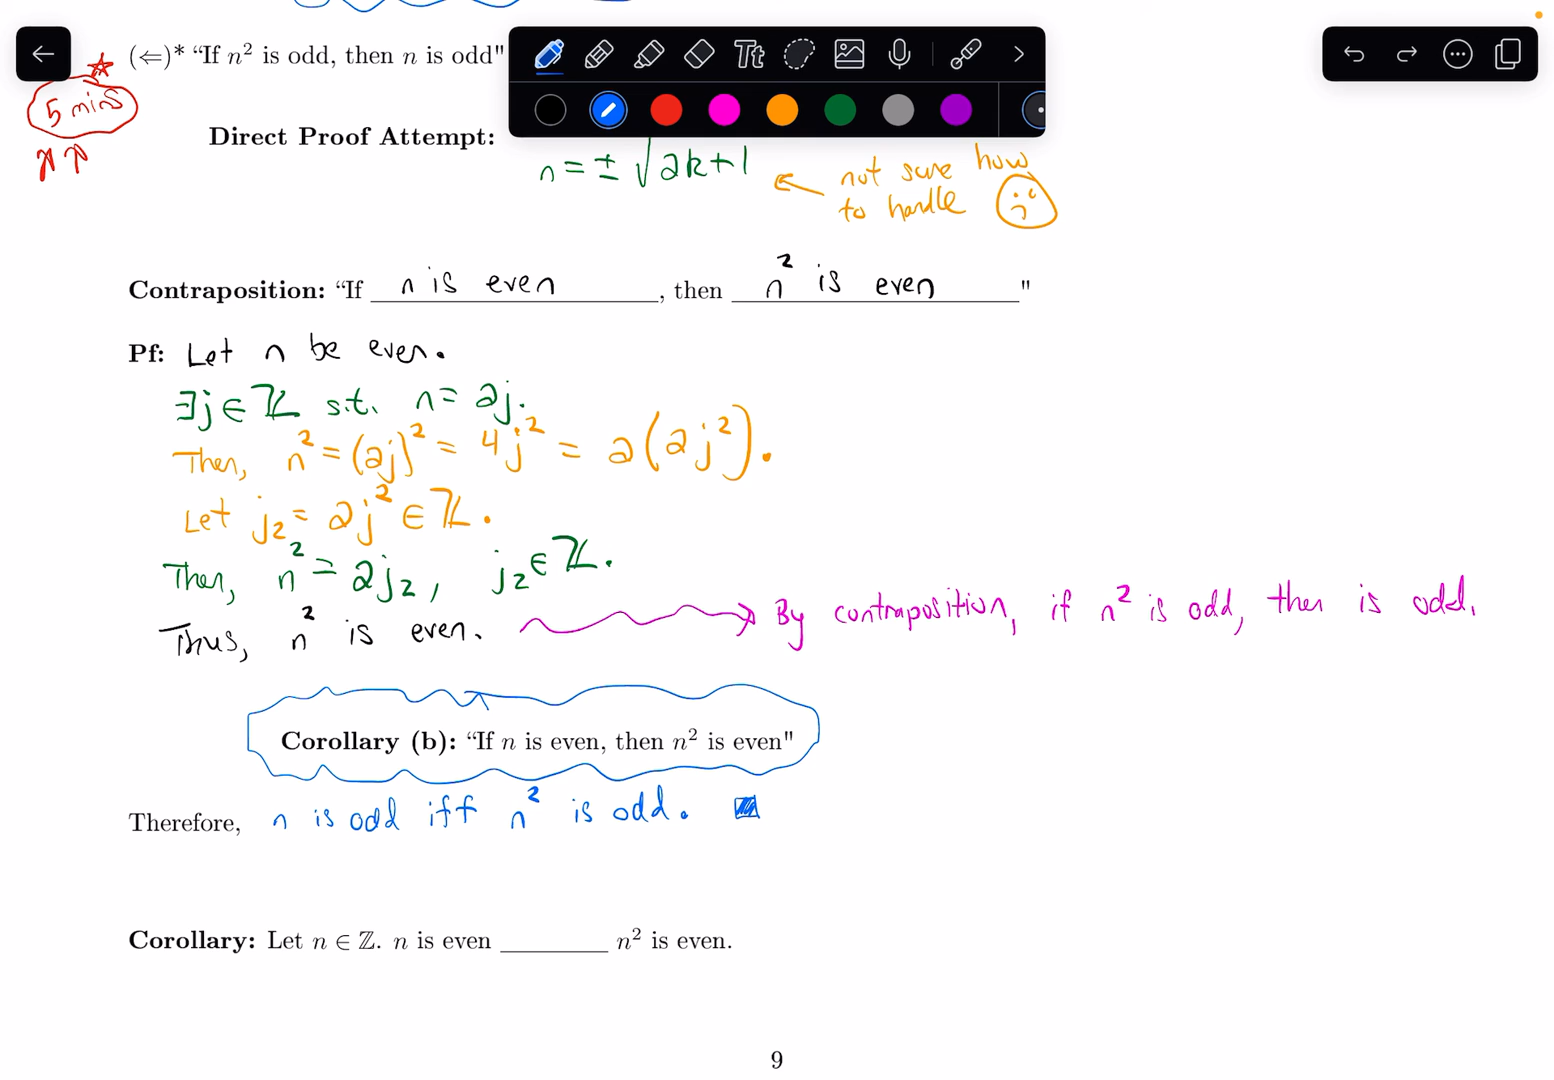 (⇐)* “If n² is odd, then n is odd"
5 mins
Tt
Direct Proof Attempt:
n = ± √2k+1
not sure how
to handle
Contraposition: “If n is even, then n² is even"
Pf: Let n be even.
∃j ∈ ℤ s.t. n = 2j.
Then, n² = (2j)² = 4j² = 2(2j²).
Let j₂ = 2j² ∈ ℤ.
Then, n² = 2j₂, j₂ ∈ ℤ.
Thus, n² is even.
By contraposition, if n² is odd, then is odd.
Corollary (b): “If n is even, then n² is even"
Therefore, n is odd iff n² is odd.
Corollary: Let n ∈ ℤ. n is even ________ n² is even.
9